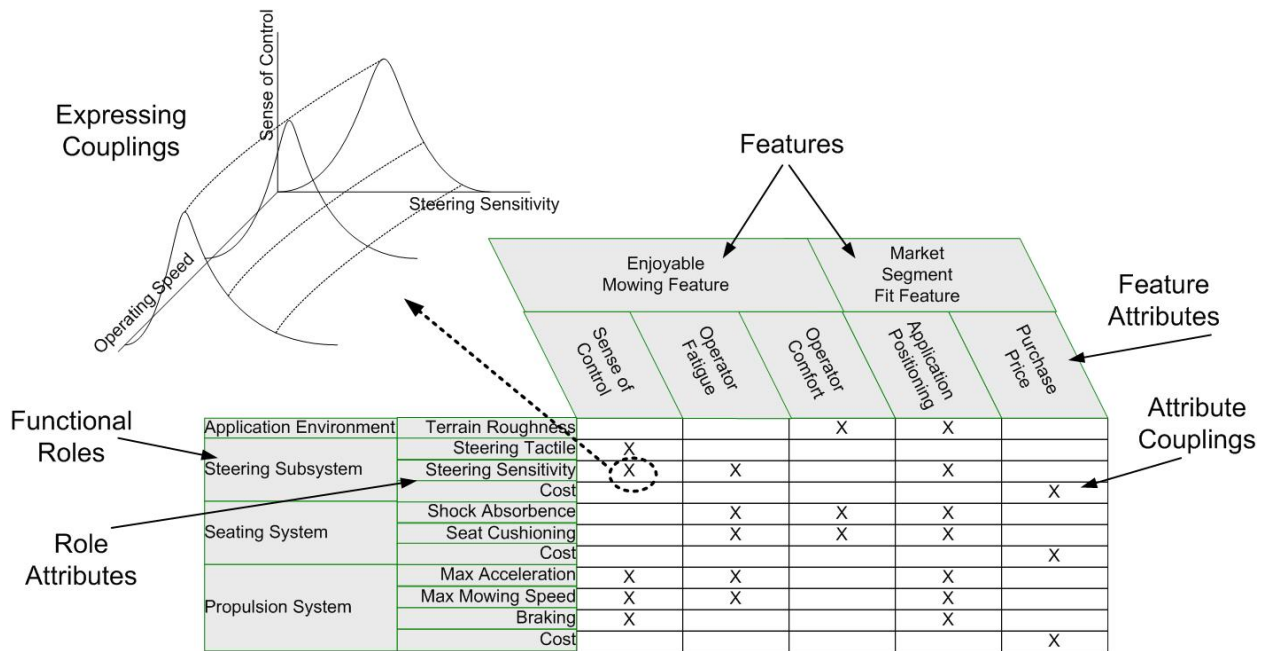 Expressing
Couplings
Sense of Control
Steering Sensitivity
Operating Speed
Features
Enjoyable
Mowing Feature
Market
Segment
Fit Feature
Feature
Attributes
Sense of
Control
Operator
Fatigue
Operator
Comfort
Application
Positioning
Purchase
Price
Attribute
Couplings
Functional
Roles
Role
Attributes
Application Environment Terrain Roughness X X
Steering Subsystem
Steering Tactile X
Steering Sensitivity X X X
Cost X
Seating System
Shock Absorbence X X X
Seat Cushioning X X X
Cost X
Propulsion System
Max Acceleration X X X
Max Mowing Speed X X X
Braking X X
Cost X